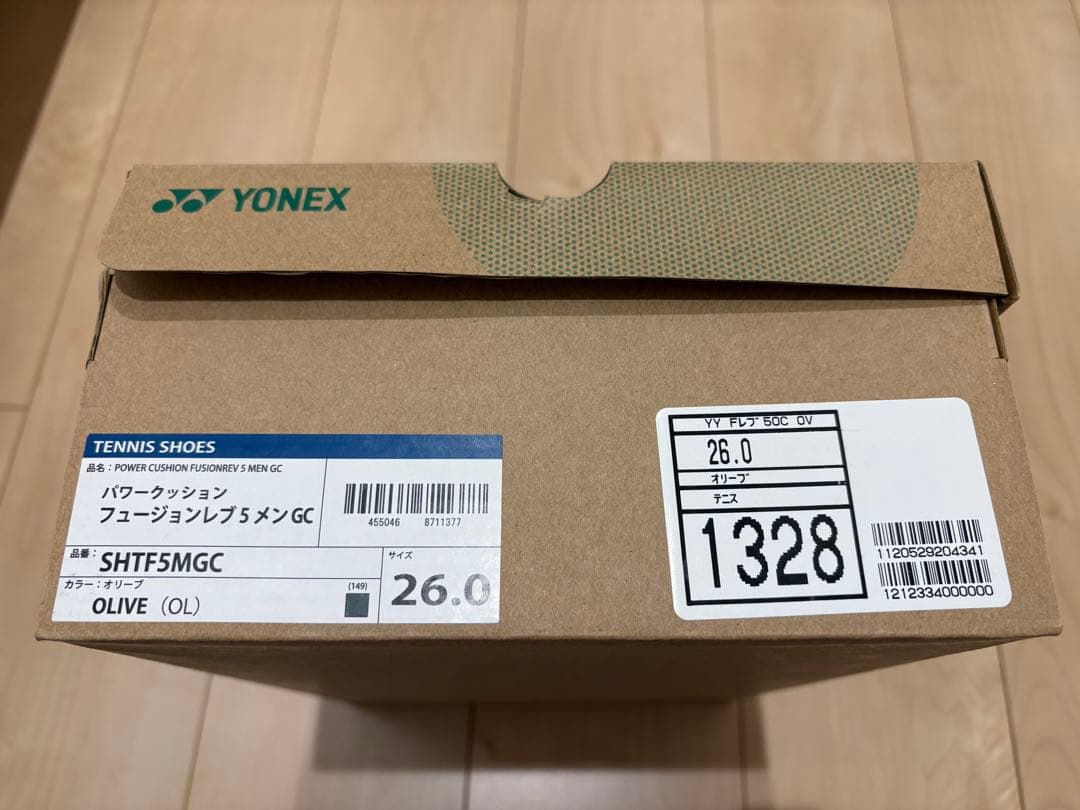 YONEX
TENNIS SHOES
品名：POWER CUSHION FUSIONREV 5 MEN GC
パワークッション
フュージョンレブ 5 メン GC
455046 8711377
品番：SHTF5MGC
カラー：オリーブ
OLIVE （OL）
(149)
サイズ
26.0
YY Fレブ50C OV
26.0
オリーブ
テニス
1328
1120529204341
1212334000000